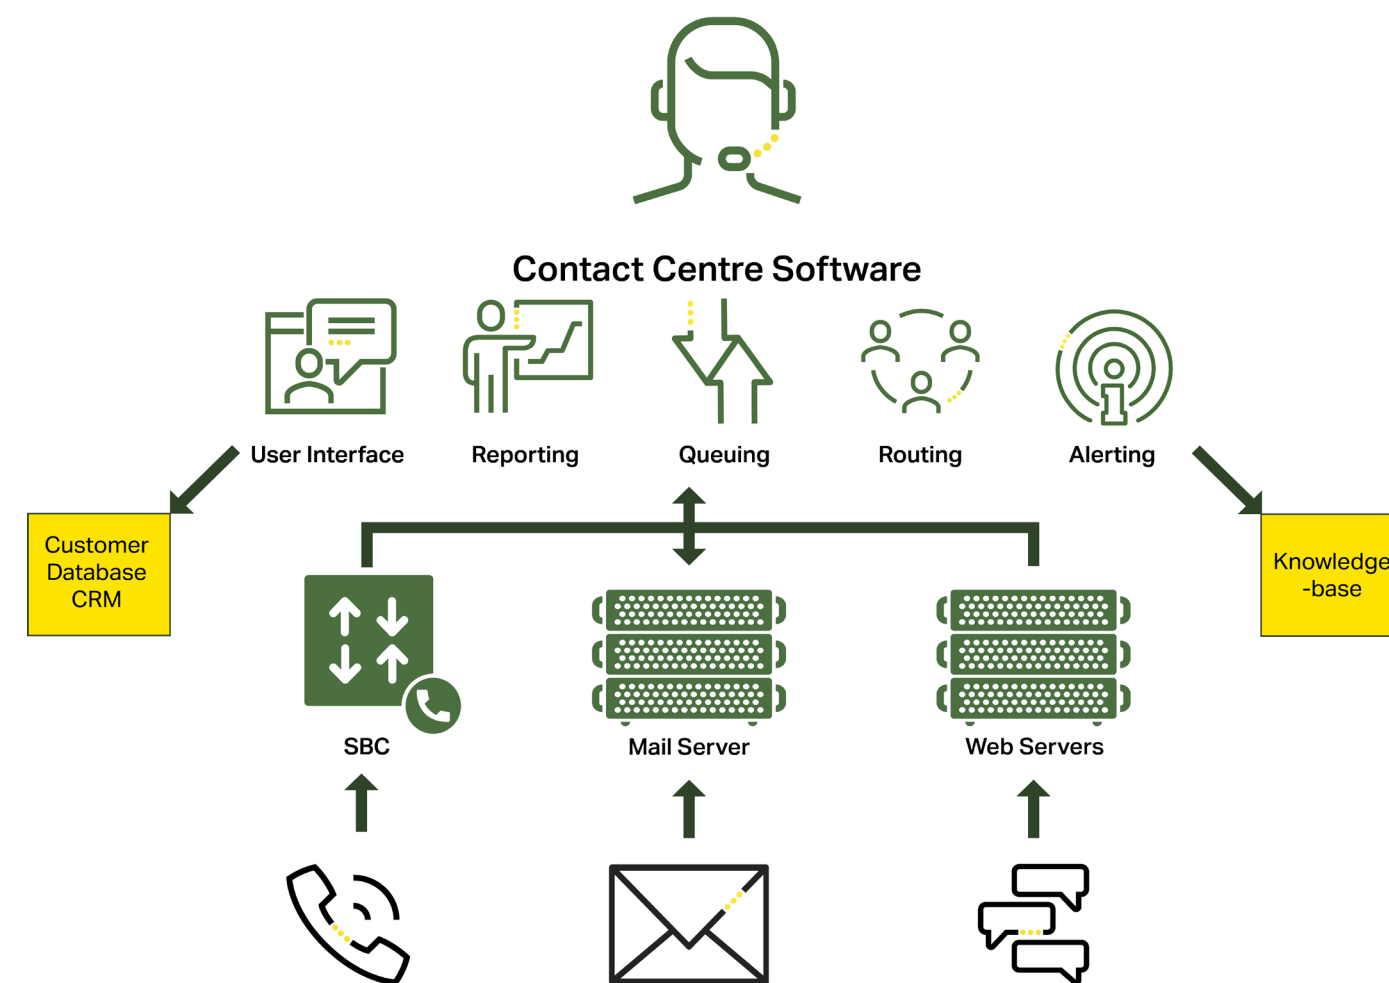 Contact Centre Software
User Interface
Reporting
Queuing
Routing
Alerting
Customer
Database
CRM
Knowledge
-base
SBC
Mail Server
Web Servers